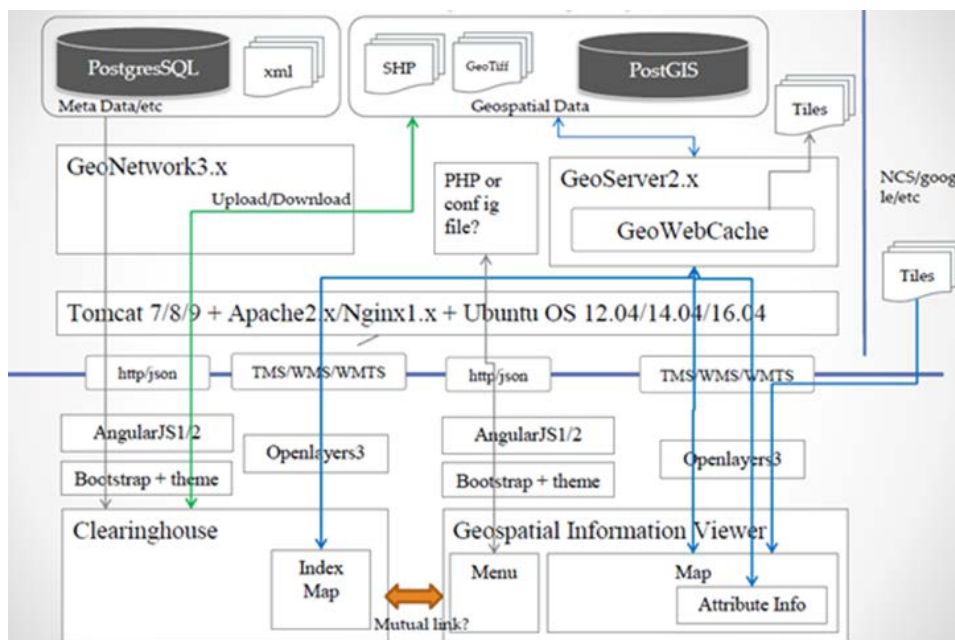 PostgresSQL
xml
Meta Data/etc
SHP
GeoTiff
PostGIS
Geospatial Data
Tiles
GeoNetwork3.x
Upload/Download
PHP or
conf ig
file?
GeoServer2.x
GeoWebCache
NCS/goog
le/etc
Tiles
Tomcat 7/8/9 + Apache2.x/Nginx1.x + Ubuntu OS 12.04/14.04/16.04
http/json
TMS/WMS/WMTS
http/json
TMS/WMS/WMTS
AngularJS1/2
Openlayers3
Bootstrap + theme
AngularJS1/2
Openlayers3
Bootstrap + theme
Clearinghouse
Index
Map
Mutual link?
Geospatial Information Viewer
Menu
Map
Attribute Info